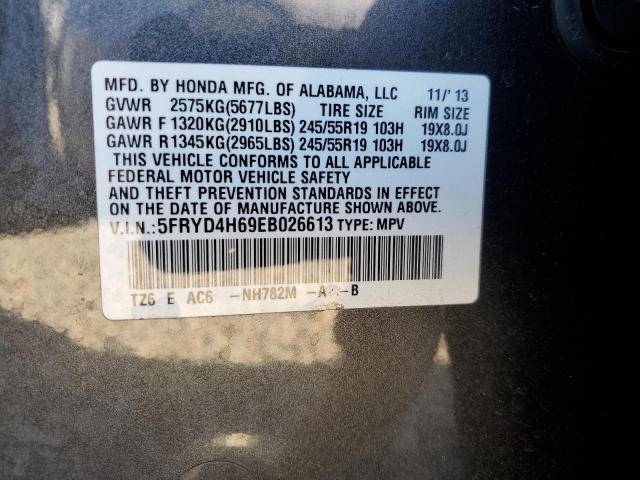 MFD. BY HONDA MFG. OF ALABAMA, LLC 11/'13
GVWR 2575KG(5677LBS) TIRE SIZE RIM SIZE
GAWR F1320KG(2910LBS) 245/55R19 103H 19X8.0J
GAWR R1345KG(2965LBS) 245/55R19 103H 19X8.0J
THIS VEHICLE CONFORMS TO ALL APPLICABLE
FEDERAL MOTOR VEHICLE SAFETY
AND THEFT PREVENTION STANDARDS IN EFFECT
ON THE DATE OF MANUFACTURE SHOWN ABOVE.
V.I.N.:5FRYD4H69EB026613 TYPE: MPV
TZ6 E AC6 -NH782M -A -B